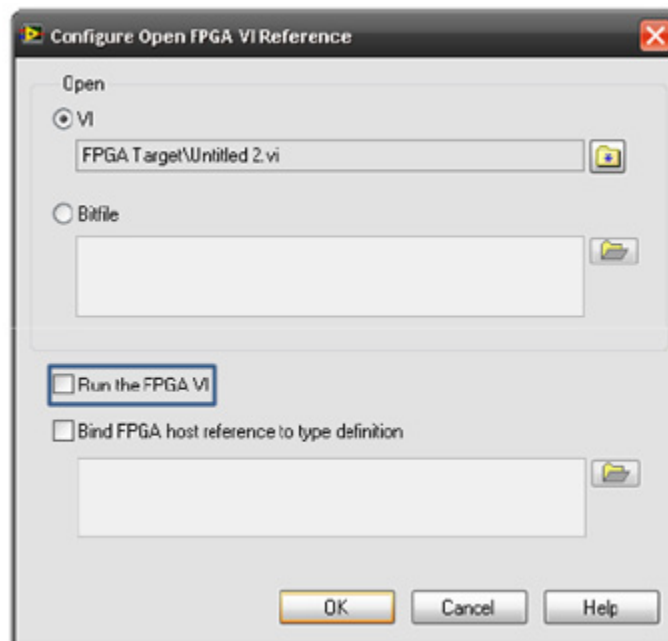 Configure Open FPGA VI Reference
Open
VI
FPGA Target\Untitled 2.vi
Bitfile
Run the FPGA VI
Bind FPGA host reference to type definition
OK Cancel Help